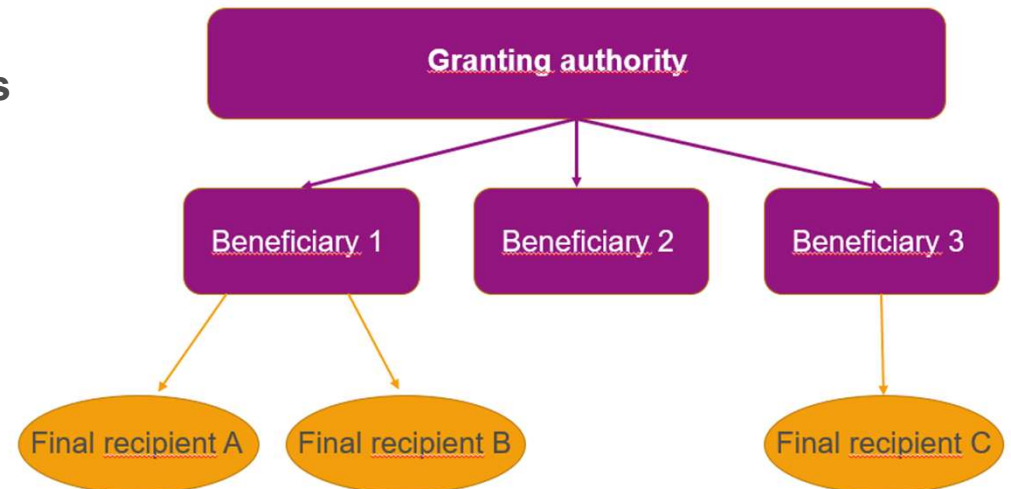 Granting authority
s
Beneficiary 1
Beneficiary 2
Beneficiary 3
Final recipient A
Final recipient B
Final recipient C